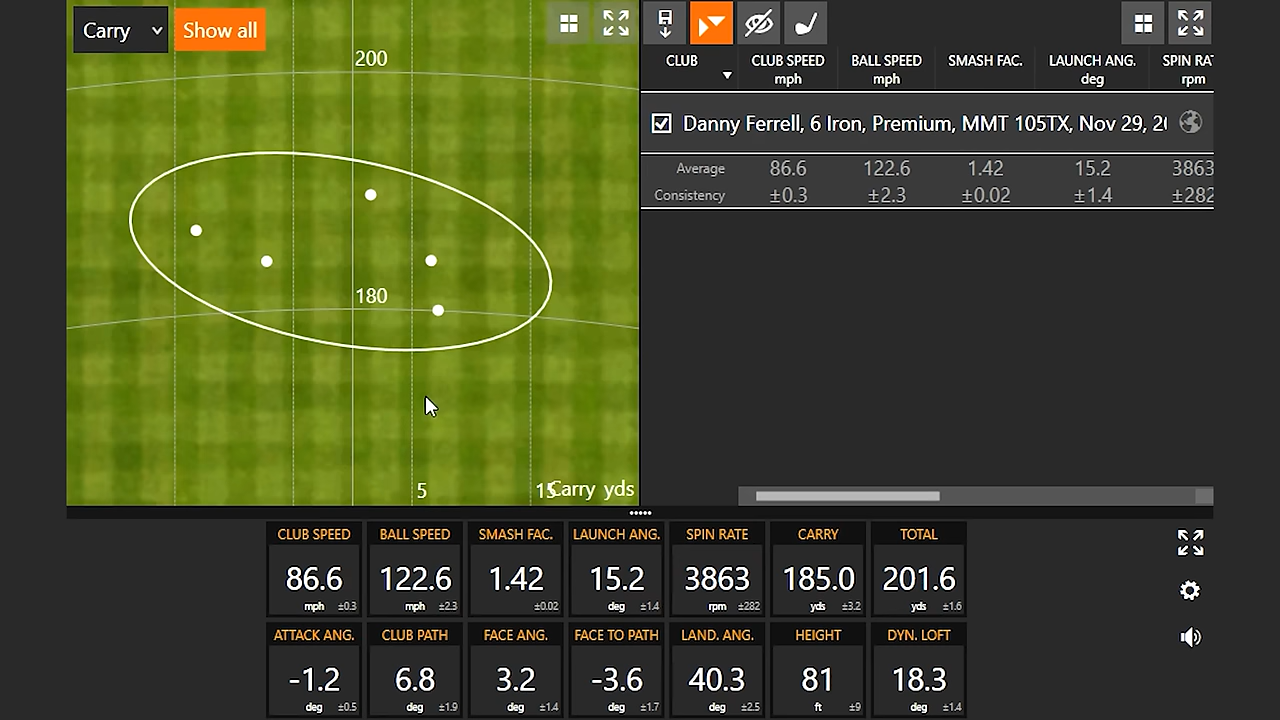 Carry
Show all
200
180
5
15
Carry yds
CLUB
CLUB SPEED
mph
BALL SPEED
mph
SMASH FAC.
LAUNCH ANG.
deg
SPIN RA
rpm
Danny Ferrell, 6 Iron, Premium, MMT 105TX, Nov 29, 20
Average 86.6 122.6 1.42 15.2 3863
Consistency ±0.3 ±2.3 ±0.02 ±1.4 ±282
CLUB SPEED BALL SPEED SMASH FAC. LAUNCH ANG. SPIN RATE CARRY TOTAL
86.6 122.6 1.42 15.2 3863 185.0 201.6
mph ±0.3 mph ±2.3 ±0.02 deg ±1.4 rpm ±282 yds ±3.2 yds ±1.6
ATTACK ANG. CLUB PATH FACE ANG. FACE TO PATH LAND. ANG. HEIGHT DYN. LOFT
-1.2 6.8 3.2 -3.6 40.3 81 18.3
deg ±0.5 deg ±1.9 deg ±1.4 deg ±1.7 deg ±2.5 ft ±9 deg ±1.4